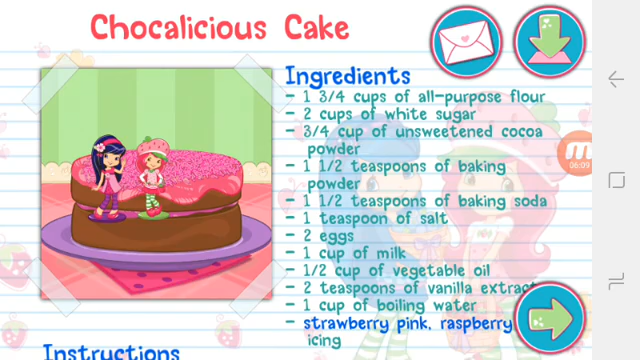 Chocalicious Cake
Ingredients
- 1 3/4 cups of all-purpose flour
- 2 cups of white sugar
- 3/4 cup of unsweetened cocoa
powder
- 1 1/2 teaspoons of baking
powder
- 1 1/2 teaspoons of baking soda
- 1 teaspoon of salt
- 2 eggs
- 1 cup of milk
- 1/2 cup of vegetable oil
- 2 teaspoons of vanilla extract
- 1 cup of boiling water
- strawberry pink, raspberry
icing
Instructions
06:09